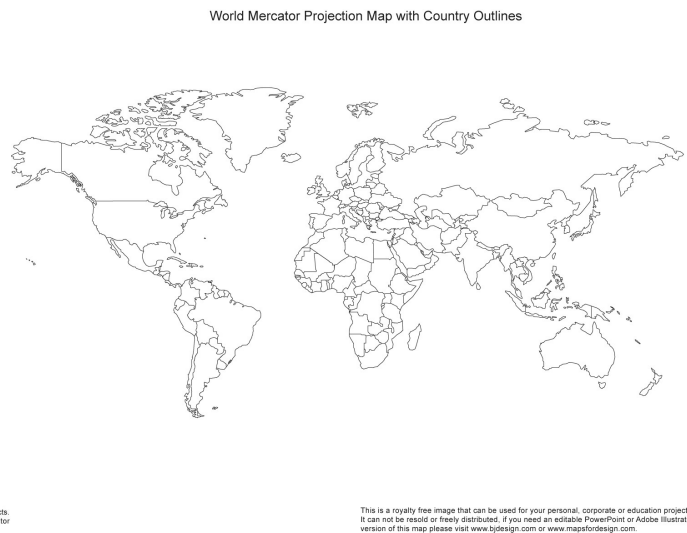 World Mercator Projection Map with Country Outlines
cts.
tor
This is a royalty free image that can be used for your personal, corporate or education project
It can not be resold or freely distributed, if you need an editable PowerPoint or Adobe Illustrat
version of this map please visit www.bjdesign.com or www.mapsfordesign.com.